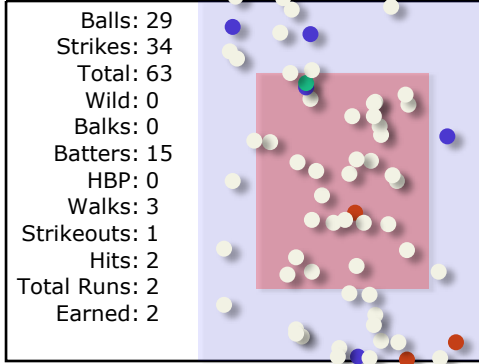 Balls: 29
Strikes: 34
Total: 63
Wild: 0
Balks: 0
Batters: 15
HBP: 0
Walks: 3
Strikeouts: 1
Hits: 2
Total Runs: 2
Earned: 2